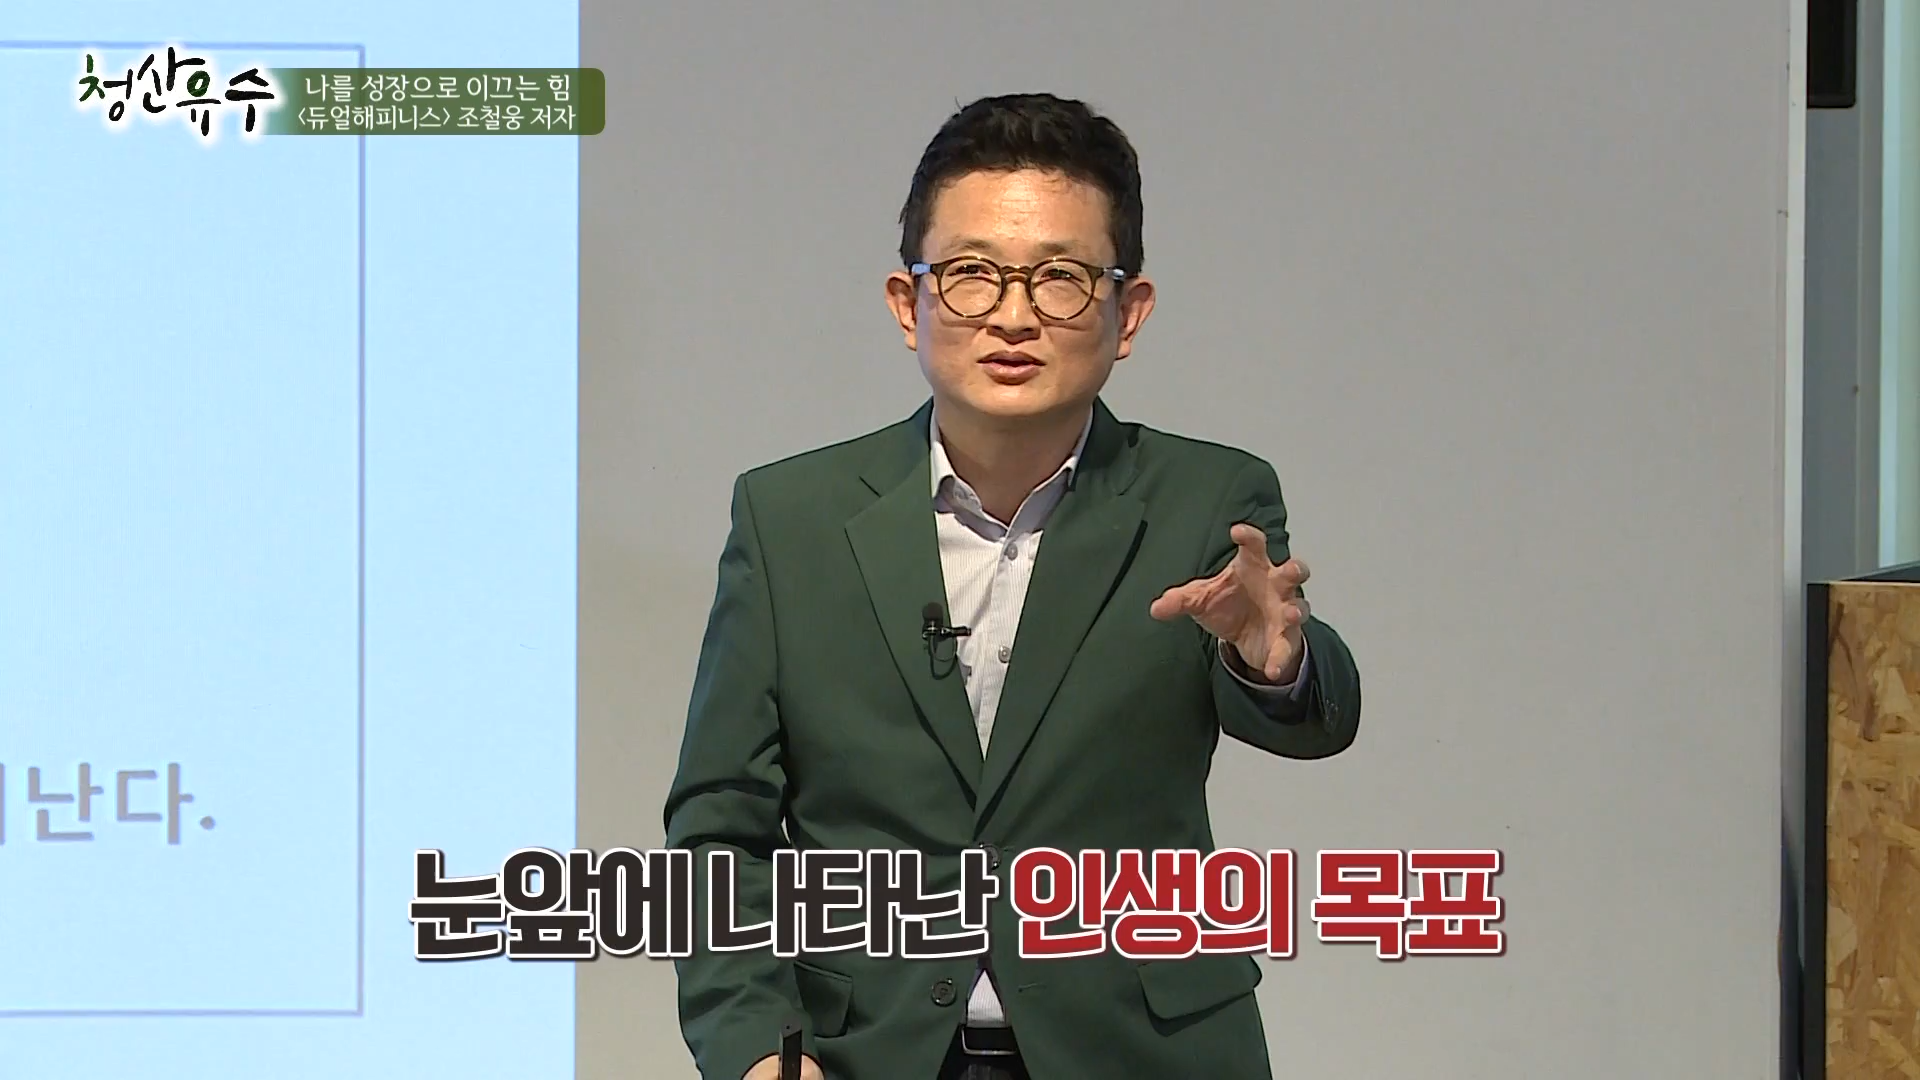 청산유수
나를 성장으로 이끄는 힘
<듀얼해피니스> 조철웅 저자
난다.
눈앞에 나타난 인생의 목표